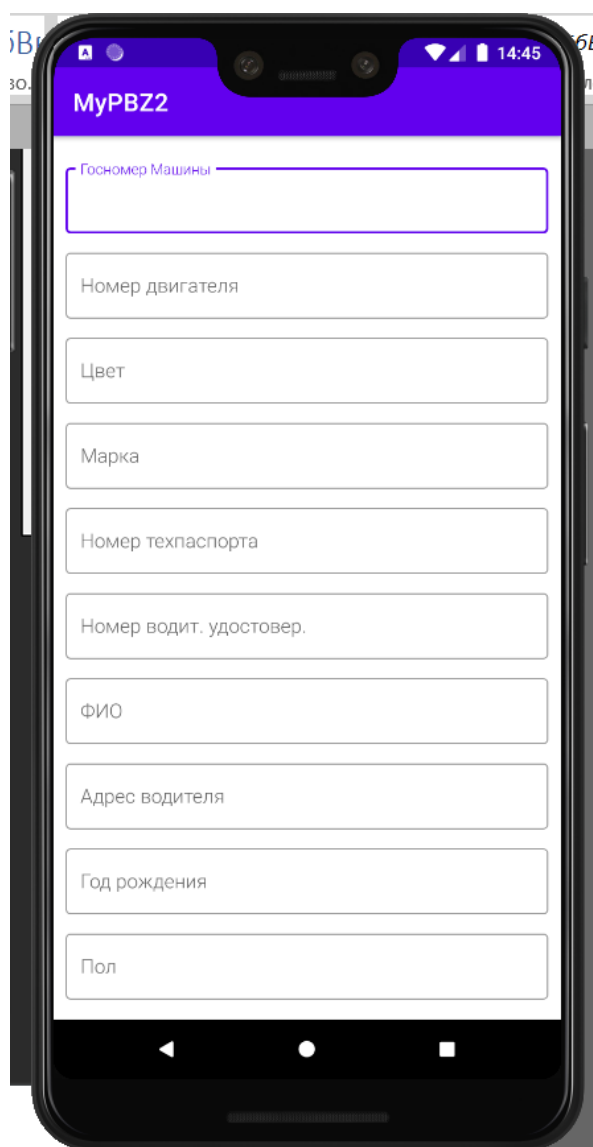 14:45
MyPBZ2
Госномер Машины
Номер двигателя
Цвет
Марка
Номер техпаспорта
Номер водит. удостовер.
ФИО
Адрес водителя
Год рождения
Пол